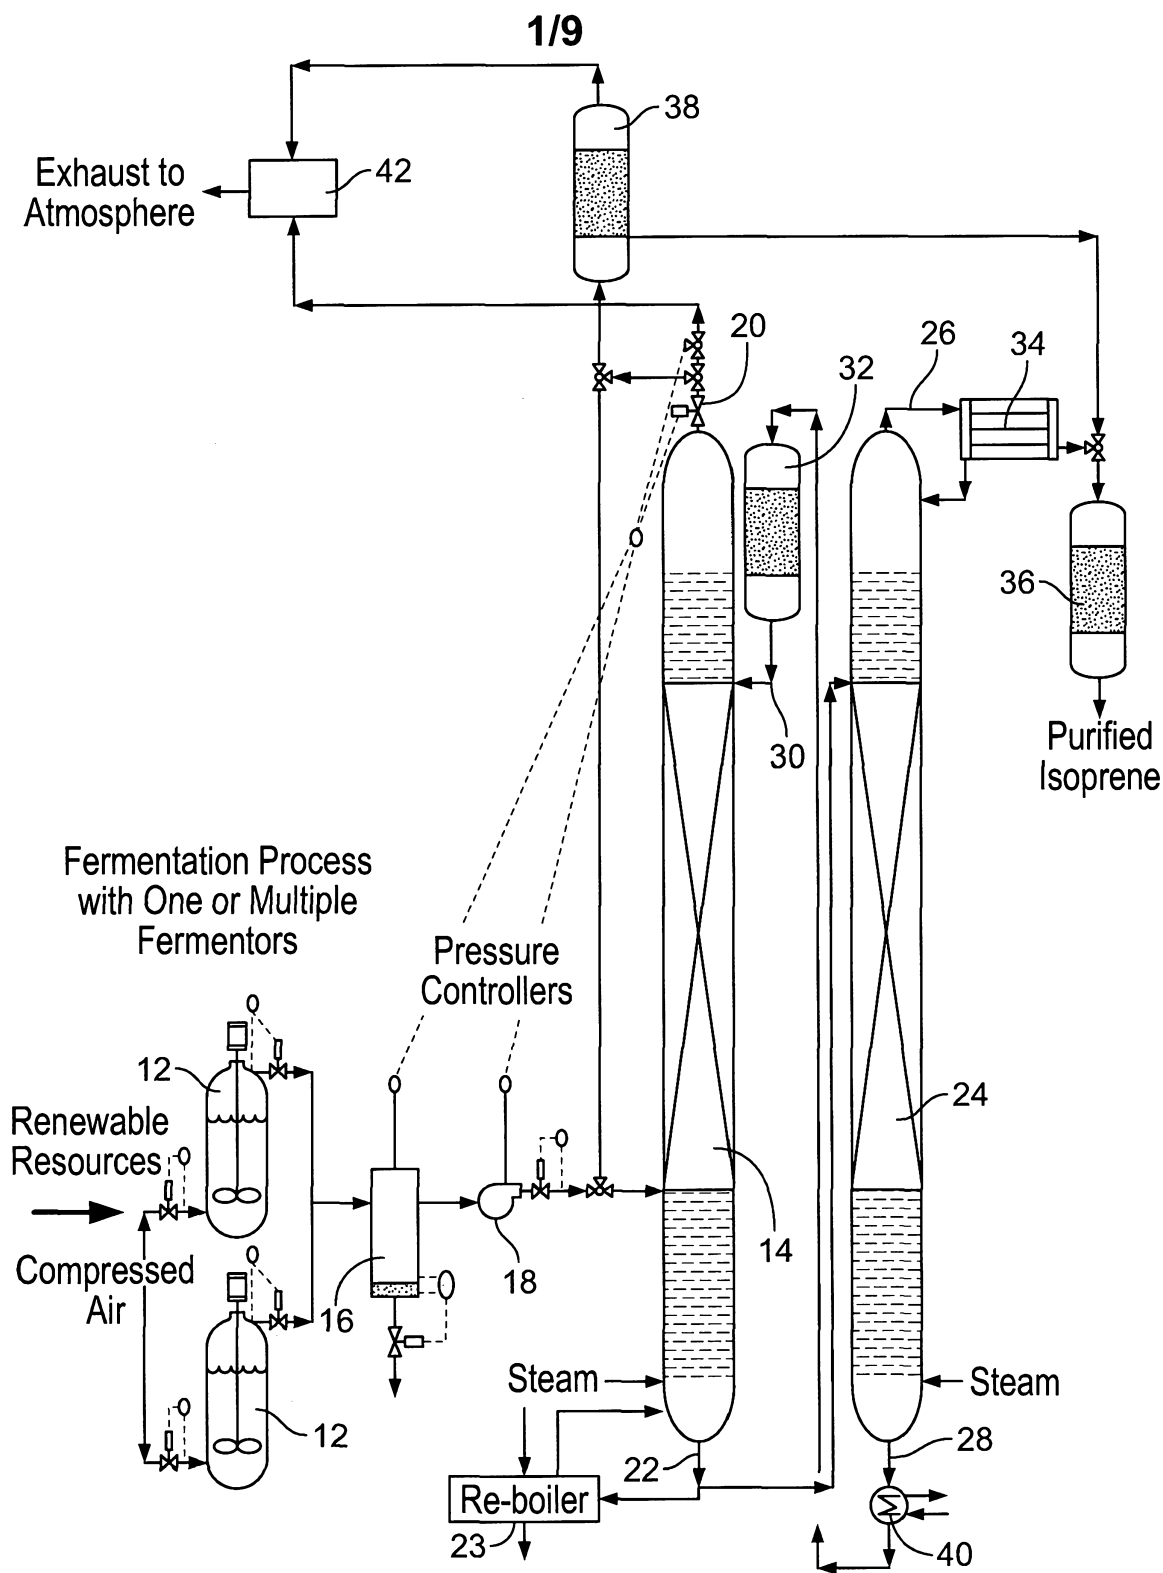 1/9
38
Exhaust to
Atmosphere
42
20
26
34
32
36
30
Purified
Isoprene
Fermentation Process
with One or Multiple
Fermentors
Pressure
Controllers
12
24
Renewable
Resources
14
18
Compressed
Air
16
Steam
Steam
12
22
28
Re-boiler
23
40